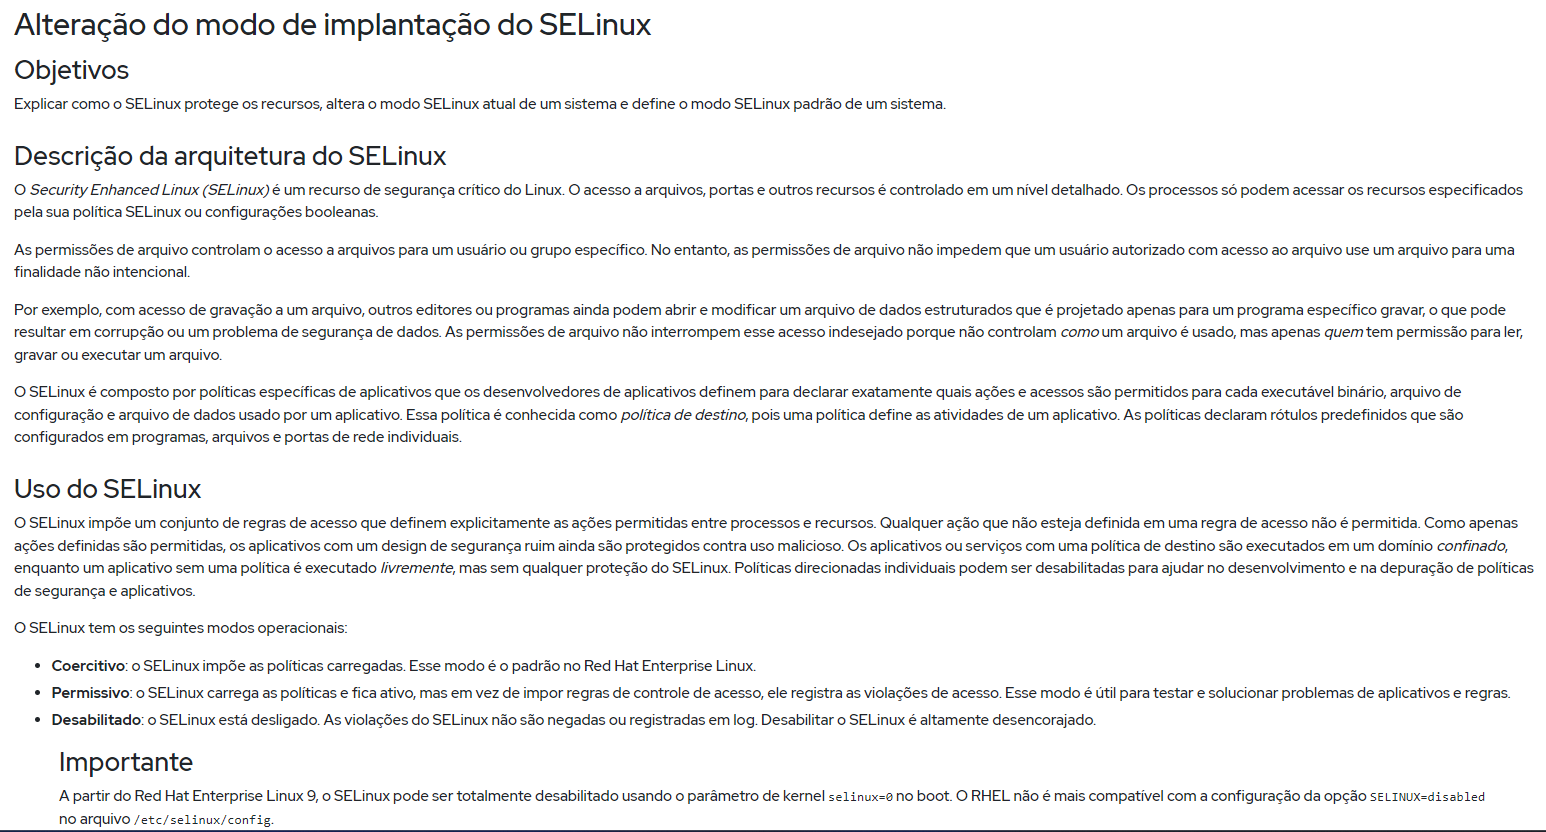 Alteração do modo de implantação do SELinux
Objetivos
Explicar como o SELinux protege os recursos, altera o modo SELinux atual de um sistema e define o modo SELinux padrão de um sistema.
Descrição da arquitetura do SELinux
O Security Enhanced Linux (SELinux) é um recurso de segurança crítico do Linux. O acesso a arquivos, portas e outros recursos é controlado em um nível detalhado. Os processos só podem acessar os recursos especificados
pela sua política SELinux ou configurações booleanas.
As permissões de arquivo controlam o acesso a arquivos para um usuário ou grupo específico. No entanto, as permissões de arquivo não impedem que um usuário autorizado com acesso ao arquivo use um arquivo para uma
finalidade não intencional.
Por exemplo, com acesso de gravação a um arquivo, outros editores ou programas ainda podem abrir e modificar um arquivo de dados estruturados que é projetado apenas para um programa específico gravar, o que pode
resultar em corrupção ou um problema de segurança de dados. As permissões de arquivo não interrompem esse acesso indesejado porque não controlam como um arquivo é usado, mas apenas quem tem permissão para ler,
gravar ou executar um arquivo.
O SELinux é composto por políticas específicas de aplicativos que os desenvolvedores de aplicativos definem para declarar exatamente quais ações e acessos são permitidos para cada executável binário, arquivo de
configuração e arquivo de dados usado por um aplicativo. Essa política é conhecida como política de destino, pois uma política define as atividades de um aplicativo. As políticas declaram rótulos predefinidos que são
configurados em programas, arquivos e portas de rede individuais.
Uso do SELinux
O SELinux impõe um conjunto de regras de acesso que definem explicitamente as ações permitidas entre processos e recursos. Qualquer ação que não esteja definida em uma regra de acesso não é permitida. Como apenas
ações definidas são permitidas, os aplicativos com um design de segurança ruim ainda são protegidos contra uso malicioso. Os aplicativos ou serviços com uma política de destino são executados em um domínio confinado,
enquanto um aplicativo sem uma política é executado livremente, mas sem qualquer proteção do SELinux. Políticas direcionadas individuais podem ser desabilitadas para ajudar no desenvolvimento e na depuração de políticas
de segurança e aplicativos.
O SELinux tem os seguintes modos operacionais:
• Coercitivo: o SELinux impõe as políticas carregadas. Esse modo é o padrão no Red Hat Enterprise Linux.
• Permissivo: o SELinux carrega as políticas e fica ativo, mas em vez de impor regras de controle de acesso, ele registra as violações de acesso. Esse modo é útil para testar e solucionar problemas de aplicativos e regras.
• Desabilitado: o SELinux está desligado. As violações do SELinux não são negadas ou registradas em log. Desabilitar o SELinux é altamente desencorajado.
Importante
A partir do Red Hat Enterprise Linux 9, o SELinux pode ser totalmente desabilitado usando o parâmetro de kernel selinux=0 no boot. O RHEL não é mais compatível com a configuração da opção SELINUX=disabled
no arquivo /etc/selinux/config.